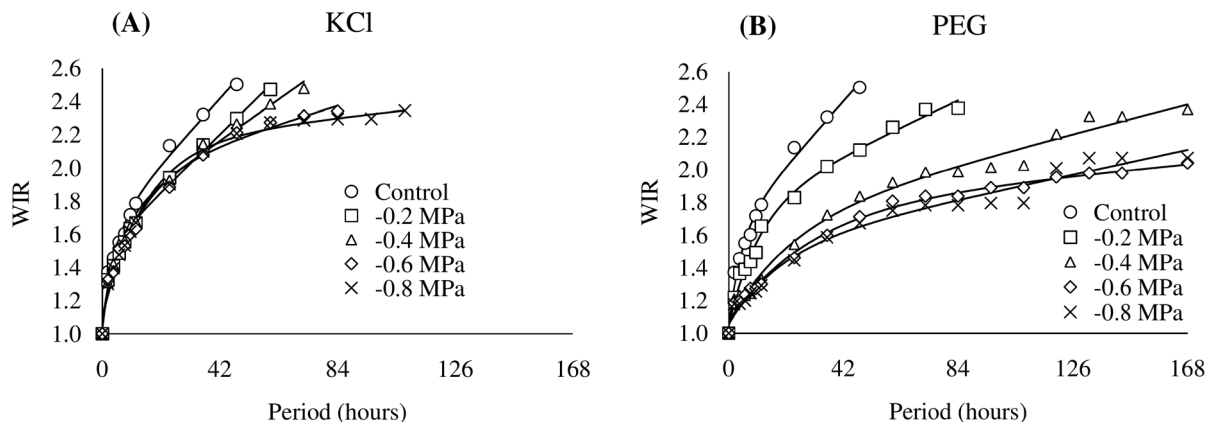 (A) KCl
2.6
2.4
2.2
2.0
1.8
1.6
1.4
1.2
1.0
WIR
Control
-0.2 MPa
-0.4 MPa
-0.6 MPa
-0.8 MPa
0 42 84 126 168
Period (hours)
(B) PEG
2.6
2.4
2.2
2.0
1.8
1.6
1.4
1.2
1.0
WIR
Control
-0.2 MPa
-0.4 MPa
-0.6 MPa
-0.8 MPa
0 42 84 126 168
Period (hours)